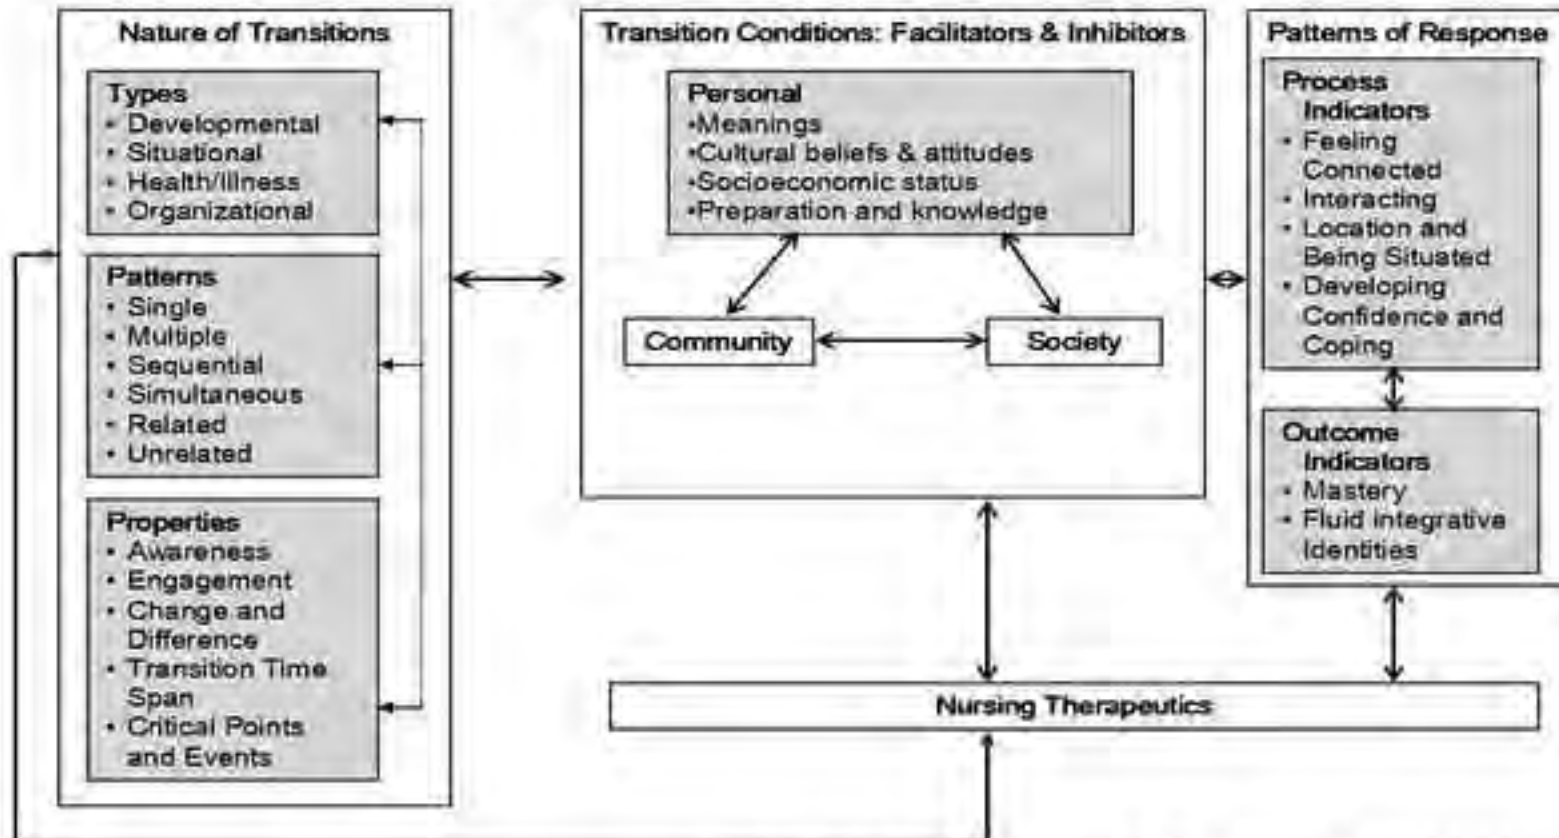 Nature of Transitions
Types
• Developmental
• Situational
• Health/Illness
• Organizational
Patterns
• Single
• Multiple
• Sequential
• Simultaneous
• Related
• Unrelated
Properties
• Awareness
• Engagement
• Change and
Difference
• Transition Time
Span
• Critical Points
and Events
Transition Conditions: Facilitators & Inhibitors
Personal
•Meanings
•Cultural beliefs & attitudes
•Socioeconomic status
•Preparation and knowledge
Community
Society
Patterns of Response
Process
Indicators
• Feeling
Connected
• Interacting
• Location and
Being Situated
• Developing
Confidence and
Coping
Outcome
Indicators
• Mastery
• Fluid integrative
Identities
Nursing Therapeutics